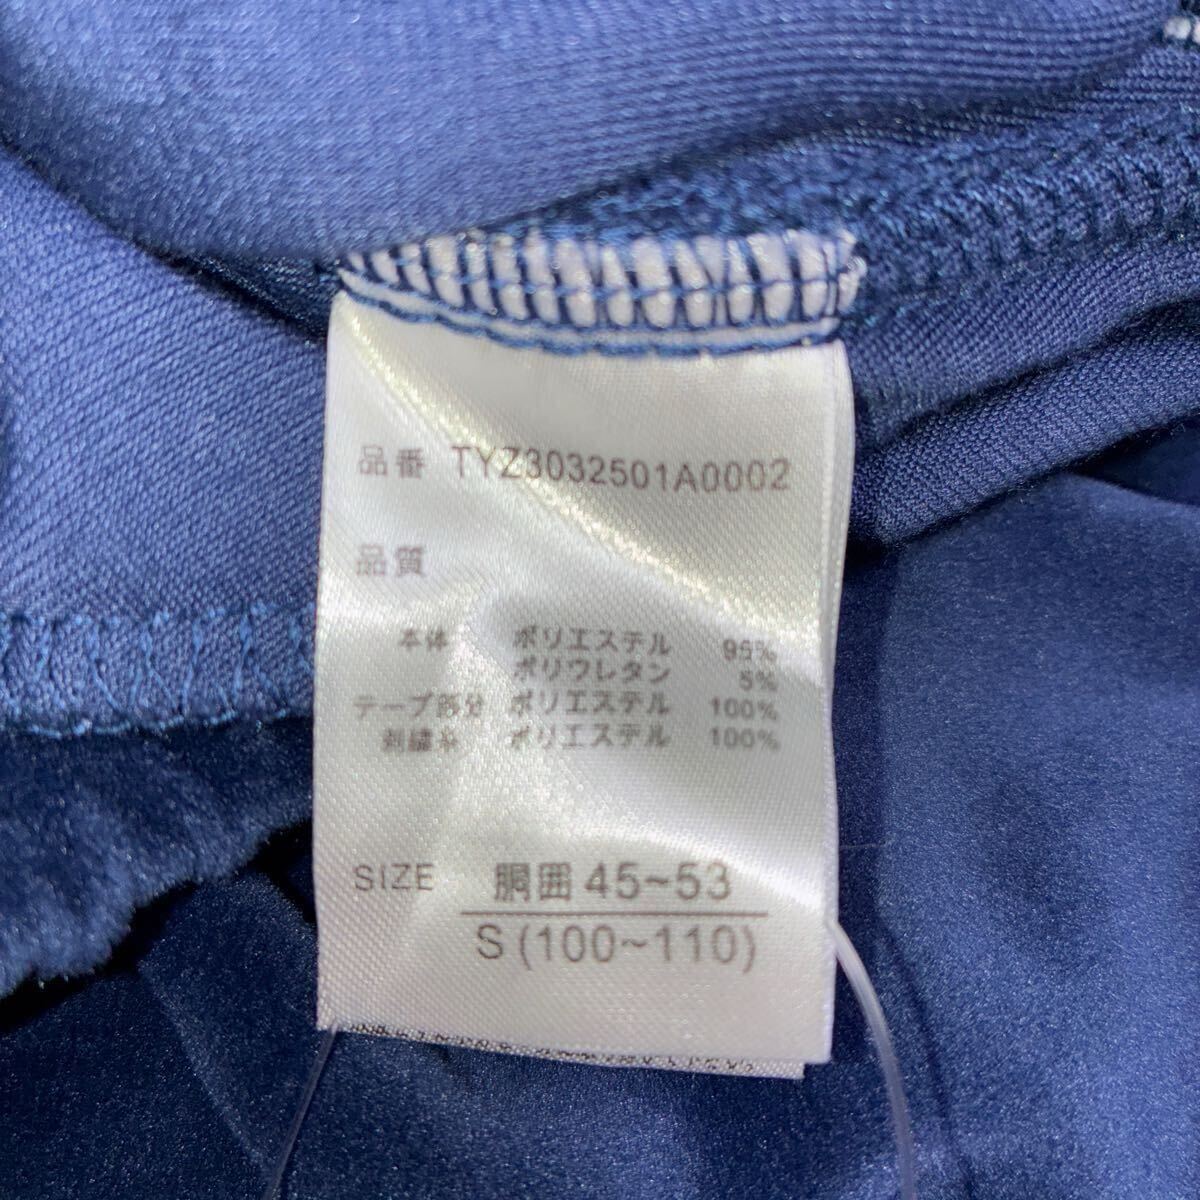 品番 TYZ3032501A0002
品質
本体 ポリエステル 95%
ポリウレタン 5%
テープ部分 ポリエステル 100%
刺繍糸 ポリエステル 100%
SIZE 胴囲 45~53
S (100~110)